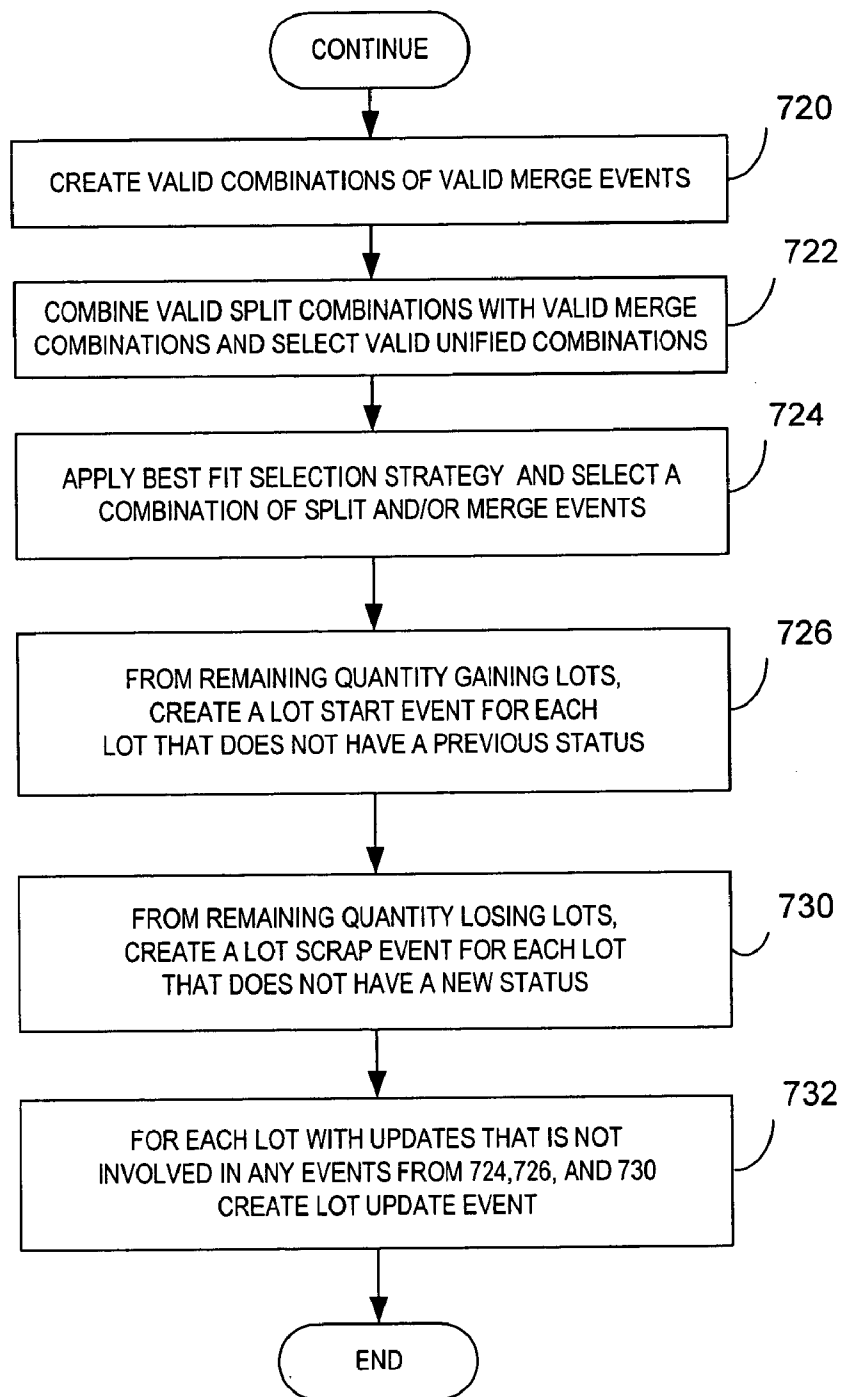 CONTINUE
720
CREATE VALID COMBINATIONS OF VALID MERGE EVENTS
722
COMBINE VALID SPLIT COMBINATIONS WITH VALID MERGE
COMBINATIONS AND SELECT VALID UNIFIED COMBINATIONS
724
APPLY BEST FIT SELECTION STRATEGY AND SELECT A
COMBINATION OF SPLIT AND/OR MERGE EVENTS
726
FROM REMAINING QUANTITY GAINING LOTS,
CREATE A LOT START EVENT FOR EACH
LOT THAT DOES NOT HAVE A PREVIOUS STATUS
730
FROM REMAINING QUANTITY LOSING LOTS,
CREATE A LOT SCRAP EVENT FOR EACH LOT
THAT DOES NOT HAVE A NEW STATUS
732
FOR EACH LOT WITH UPDATES THAT IS NOT
INVOLVED IN ANY EVENTS FROM 724,726, AND 730
CREATE LOT UPDATE EVENT
END